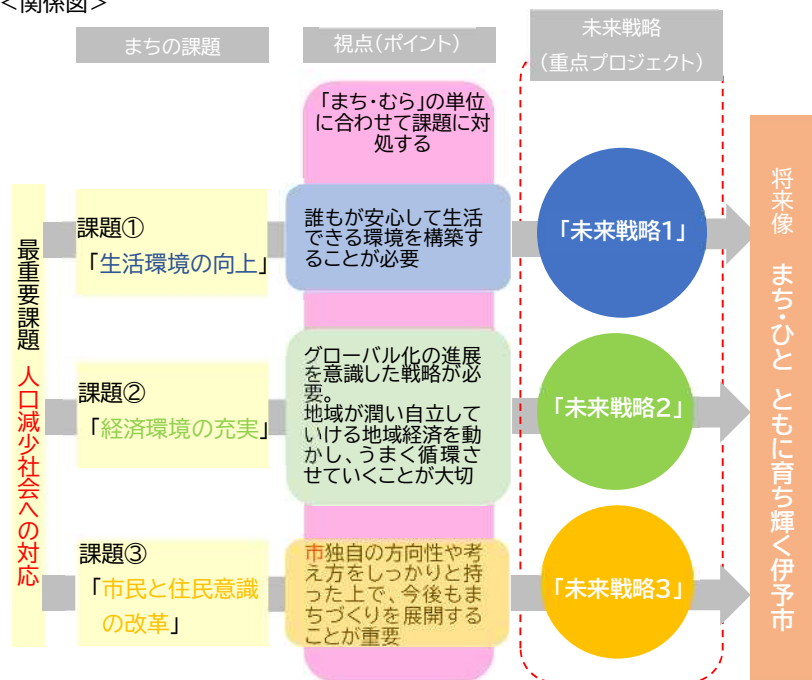 ＜関係図＞
まちの課題
視点（ポイント）
未来戦略
（重点プロジェクト）
「まち・むら」の単位
に合わせて課題に対
処する
最重要課題 人口減少社会への対応
課題①
「生活環境の向上」
誰もが安心して生活
できる環境を構築す
ることが必要
「未来戦略1」
課題②
「経済環境の充実」
グローバル化の進展
を意識した戦略が必
要。
地域が潤い自立して
いける地域経済を動
かし、うまく循環さ
せていくことが大切
「未来戦略2」
課題③
「市民と住民意識
の改革」
市独自の方向性や考
え方をしっかりと持
った上で、今後もま
ちづくりを展開する
ことが重要
「未来戦略3」
将来像 まち・ひと ともに育ち輝く伊予市